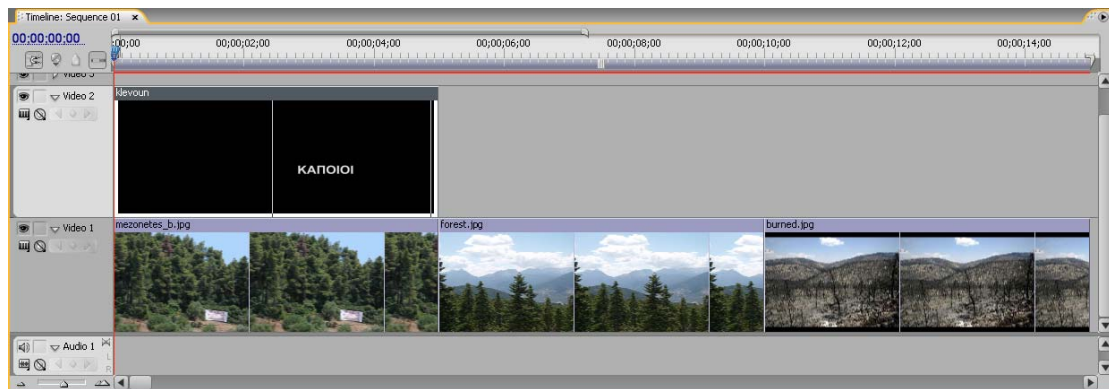 Timeline: Sequence 01
00;00;00;00
;00;00 00;00;02;00 00;00;04;00 00;00;06;00 00;00;08;00 00;00;10;00 00;00;12;00 00;00;14;00
Video 3
Video 2
klevoun
ΚΑΠΟΙΟΙ
Video 1
mezonetes_b.jpg forest.jpg burned.jpg
Audio 1
L
R